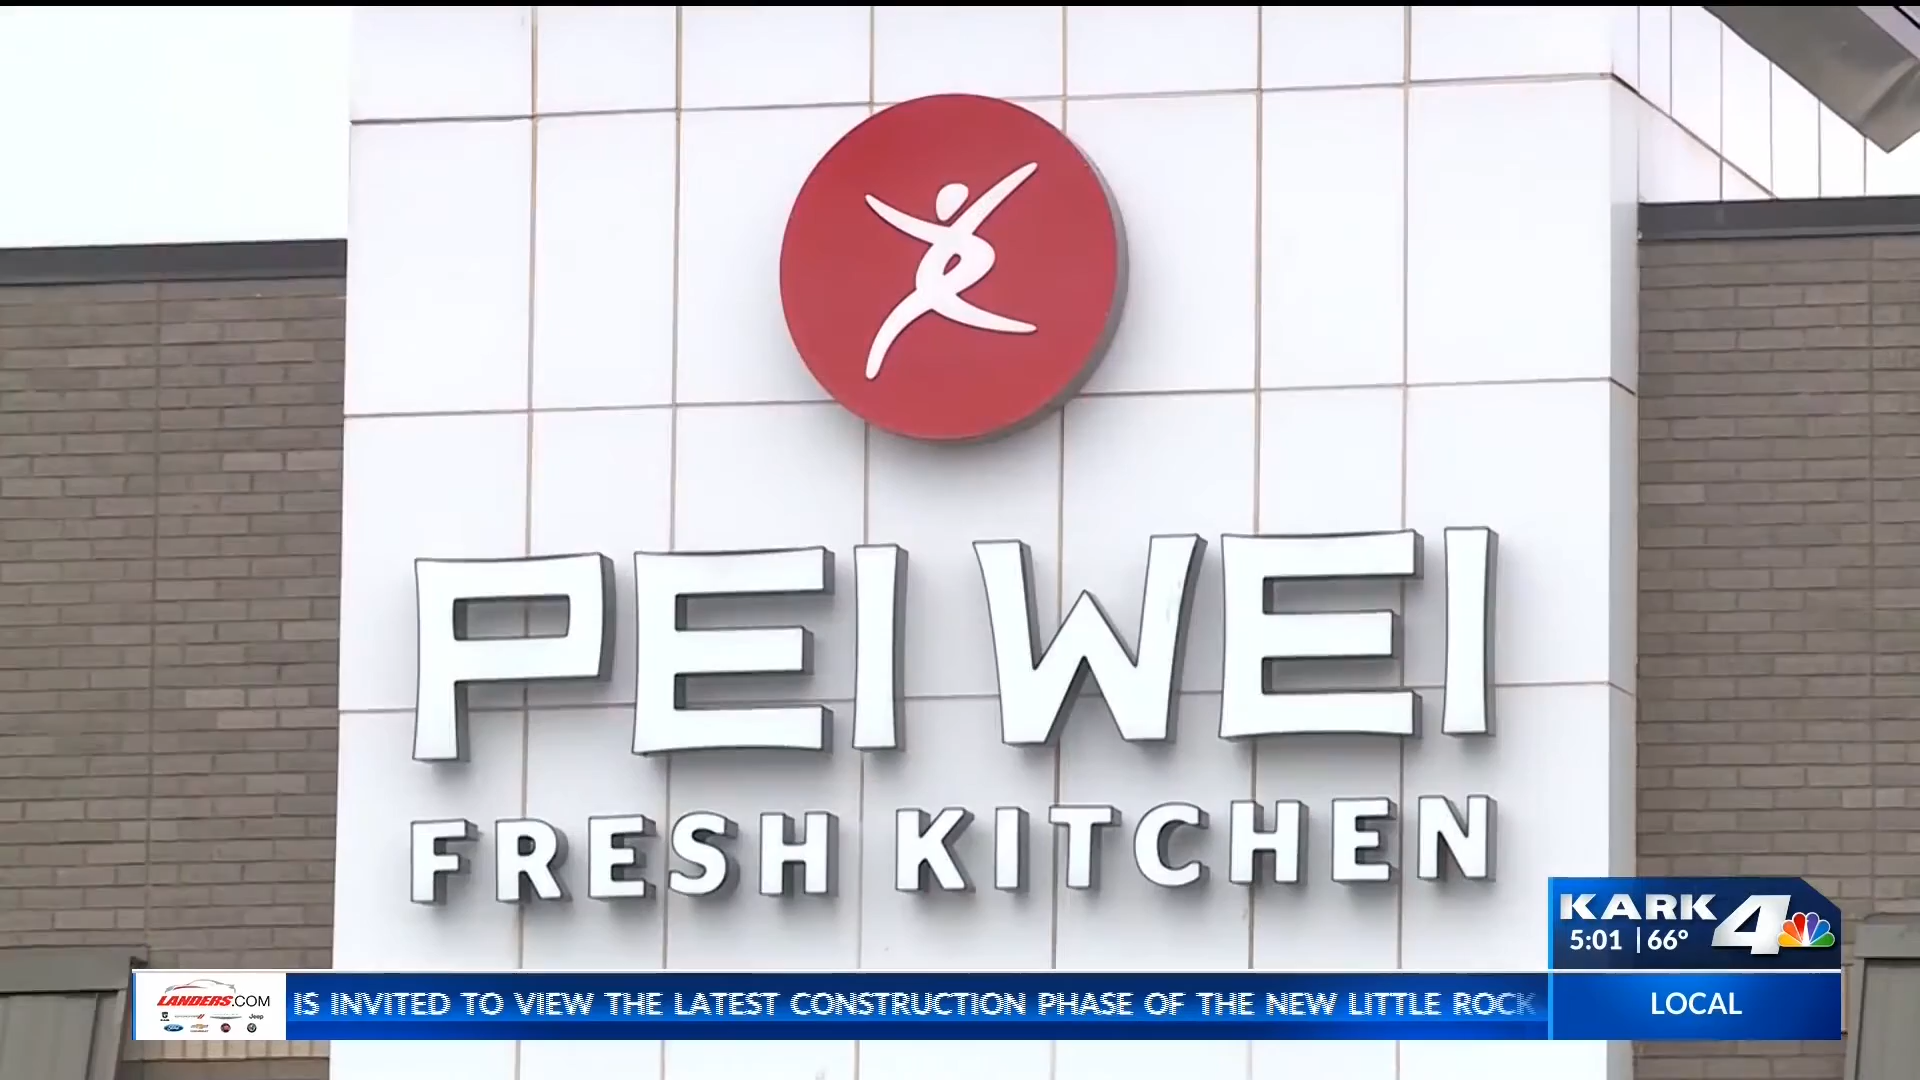 PEI WEI
FRESH KITCHEN
KARK 4
5:01 | 66°
LANDERS.COM
Jeep
IS INVITED TO VIEW THE LATEST CONSTRUCTION PHASE OF THE NEW LITTLE ROCK
LOCAL